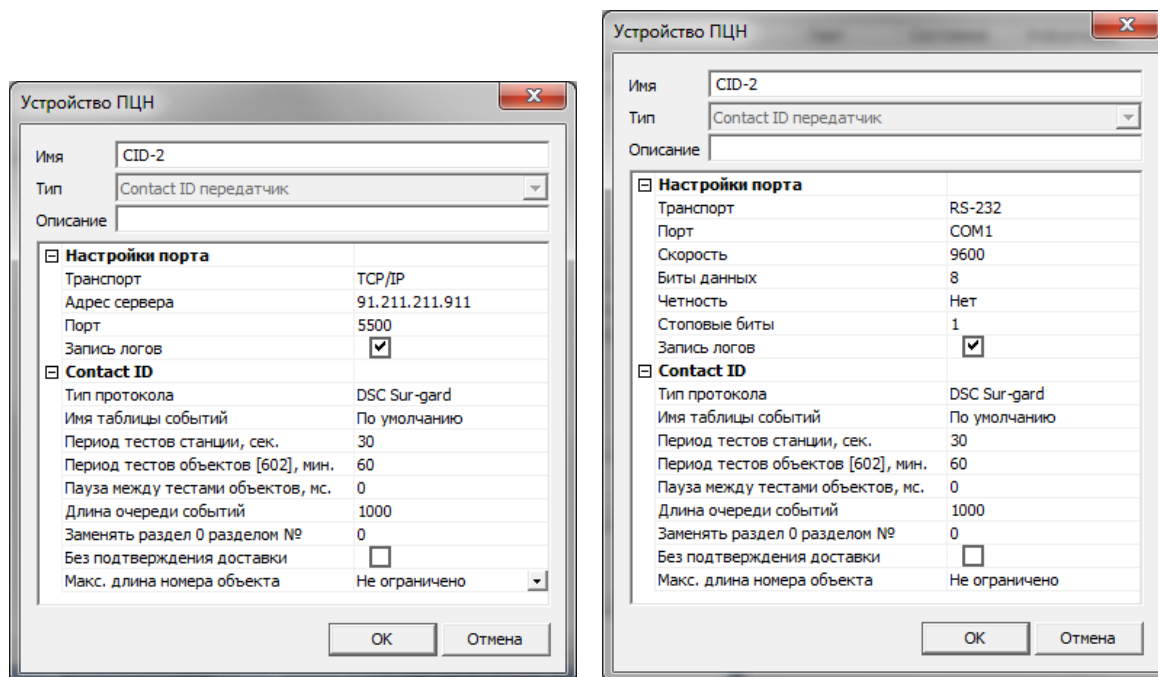 Устройство ПЦН
Имя CID-2
Тип Contact ID передатчик
Описание
Настройки порта
Транспорт TCP/IP
Адрес сервера 91.211.211.911
Порт 5500
Запись логов
Contact ID
Тип протокола DSC Sur-gard
Имя таблицы событий По умолчанию
Период тестов станции, сек. 30
Период тестов объектов [602], мин. 60
Пауза между тестами объектов, мс. 0
Длина очереди событий 1000
Заменять раздел 0 разделом № 0
Без подтверждения доставки
Макс. длина номера объекта Не ограничено
OK Отмена
Устройство ПЦН
Имя CID-2
Тип Contact ID передатчик
Описание
Настройки порта
Транспорт RS-232
Порт COM1
Скорость 9600
Биты данных 8
Четность Нет
Стоповые биты 1
Запись логов
Contact ID
Тип протокола DSC Sur-gard
Имя таблицы событий По умолчанию
Период тестов станции, сек. 30
Период тестов объектов [602], мин. 60
Пауза между тестами объектов, мс. 0
Длина очереди событий 1000
Заменять раздел 0 разделом № 0
Без подтверждения доставки
Макс. длина номера объекта Не ограничено
OK Отмена